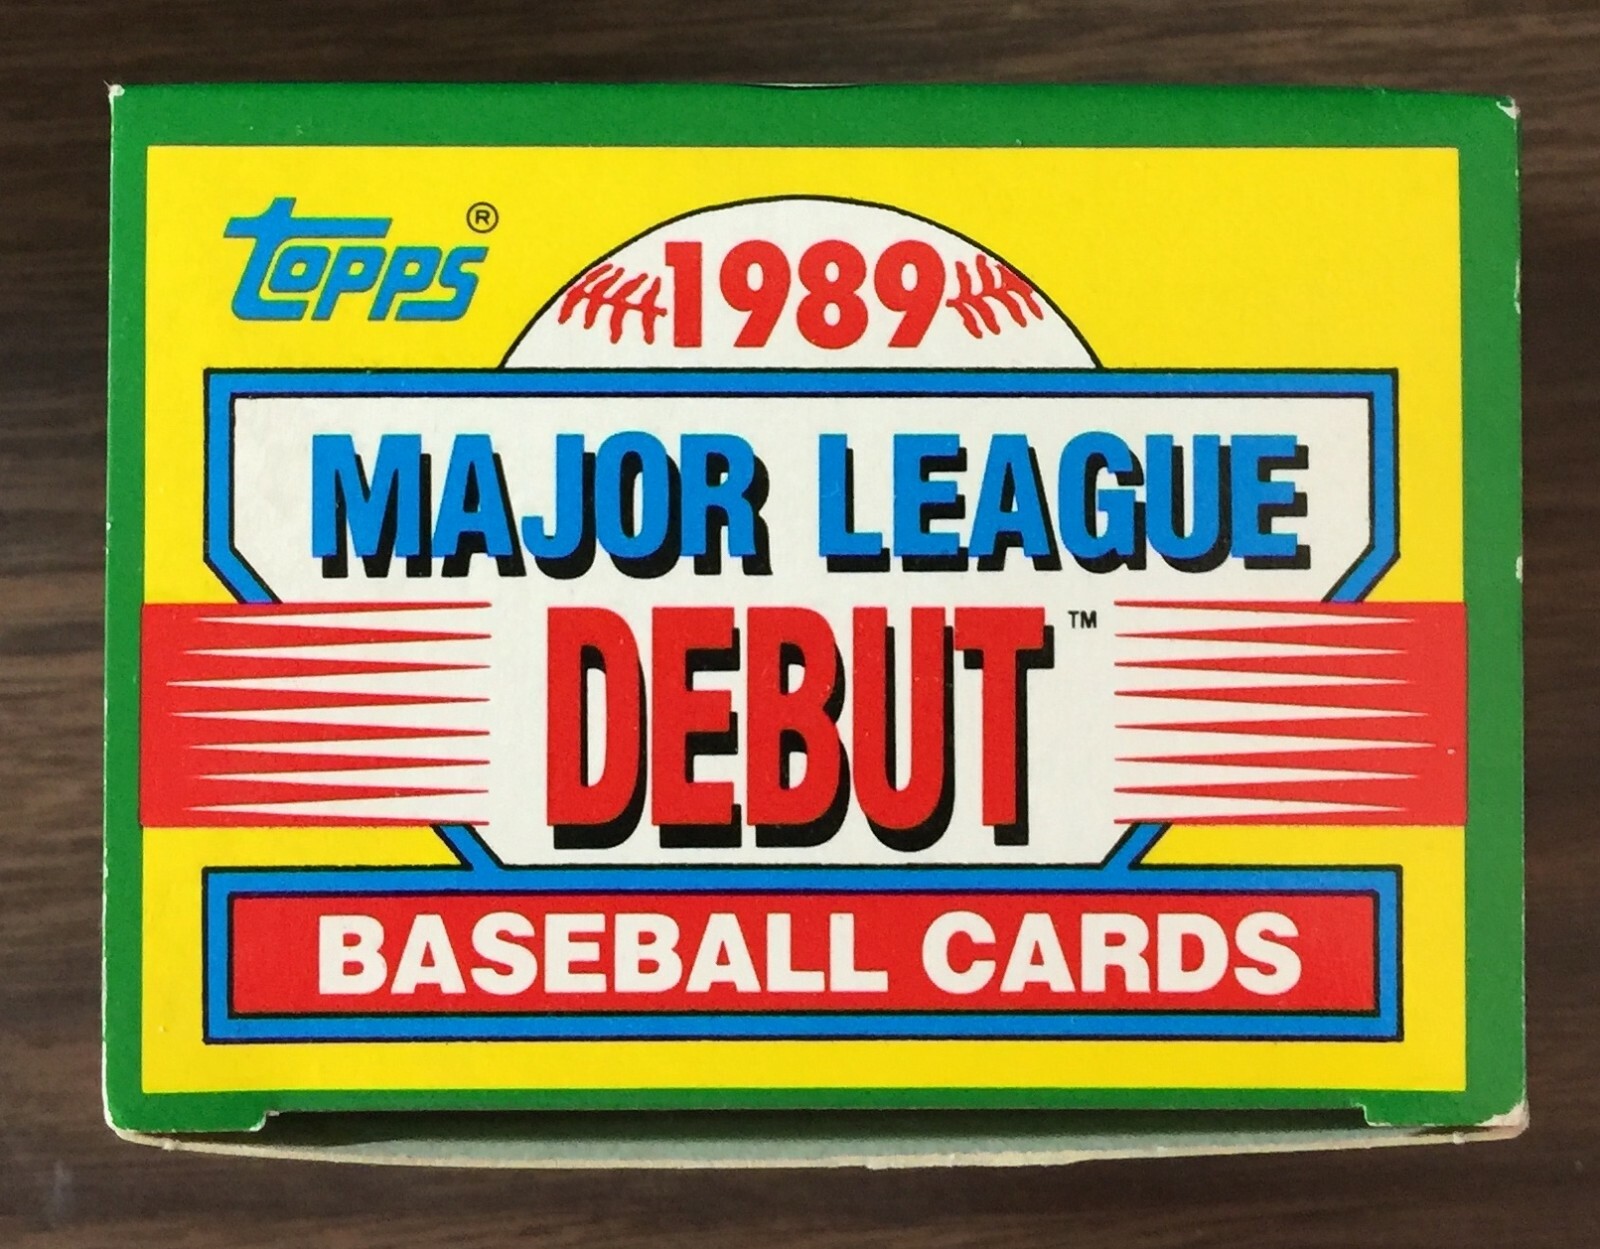 topps®
1989
MAJOR LEAGUE
DEBUT™
BASEBALL CARDS